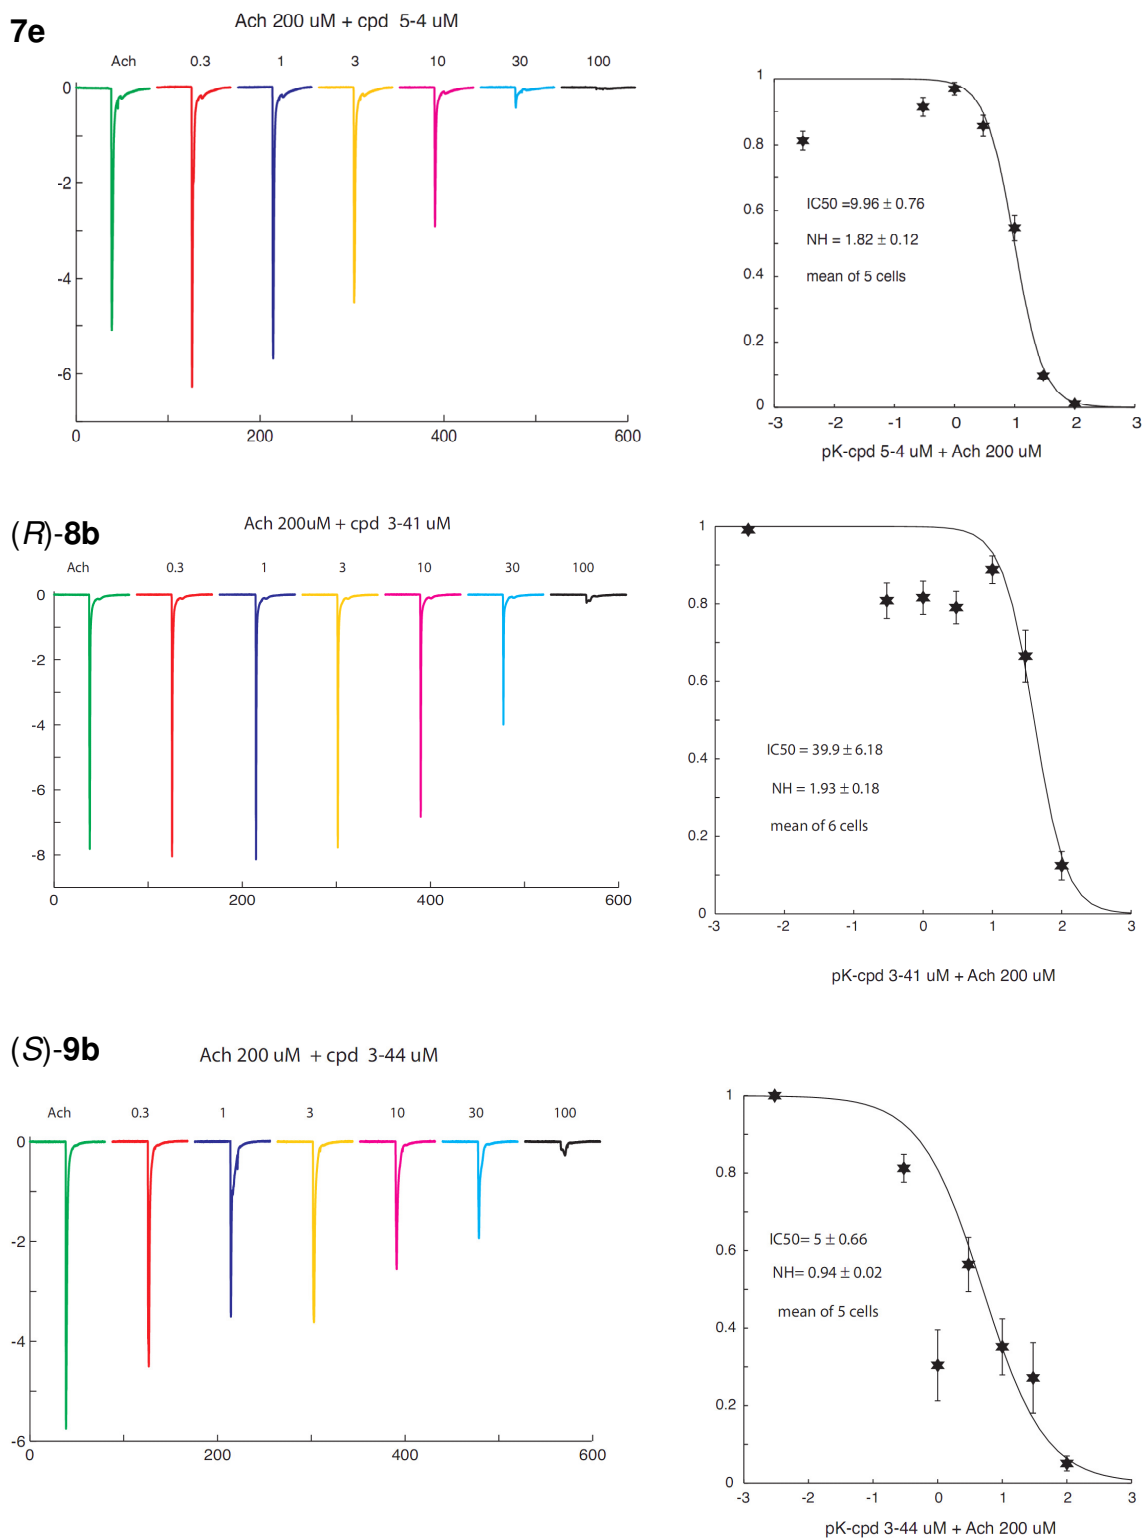 7e
Ach 200 uM + cpd 5-4 uM
Ach 0.3 1 3 10 30 100
0
-2
-4
-6
0 200 400 600
1
0.8
0.6
0.4
0.2
0
IC50 =9.96 ± 0.76
NH = 1.82 ± 0.12
mean of 5 cells
-3 -2 -1 0 1 2 3
pK-cpd 5-4 uM + Ach 200 uM
(R)-8b
Ach 200uM + cpd 3-41 uM
Ach 0.3 1 3 10 30 100
0
-2
-4
-6
-8
0 200 400 600
1
0.8
0.6
0.4
0.2
0
IC50 = 39.9 ± 6.18
NH = 1.93 ± 0.18
mean of 6 cells
-3 -2 -1 0 1 2 3
pK-cpd 3-41 uM + Ach 200 uM
(S)-9b
Ach 200 uM + cpd 3-44 uM
Ach 0.3 1 3 10 30 100
0
-2
-4
-6
0 200 400 600
1
0.8
0.6
0.4
0.2
0
IC50= 5 ± 0.66
NH= 0.94 ± 0.02
mean of 5 cells
-3 -2 -1 0 1 2 3
pK-cpd 3-44 uM + Ach 200 uM